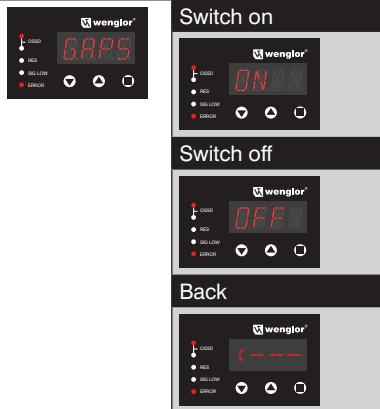 wenglor®
OSSD
GAPS
RES
SIG LOW
ERROR
Switch on
wenglor®
OSSD
ON
RES
SIG LOW
ERROR
Switch off
wenglor®
OSSD
OFF
RES
SIG LOW
ERROR
Back
wenglor®
OSSD
<-----
RES
SIG LOW
ERROR